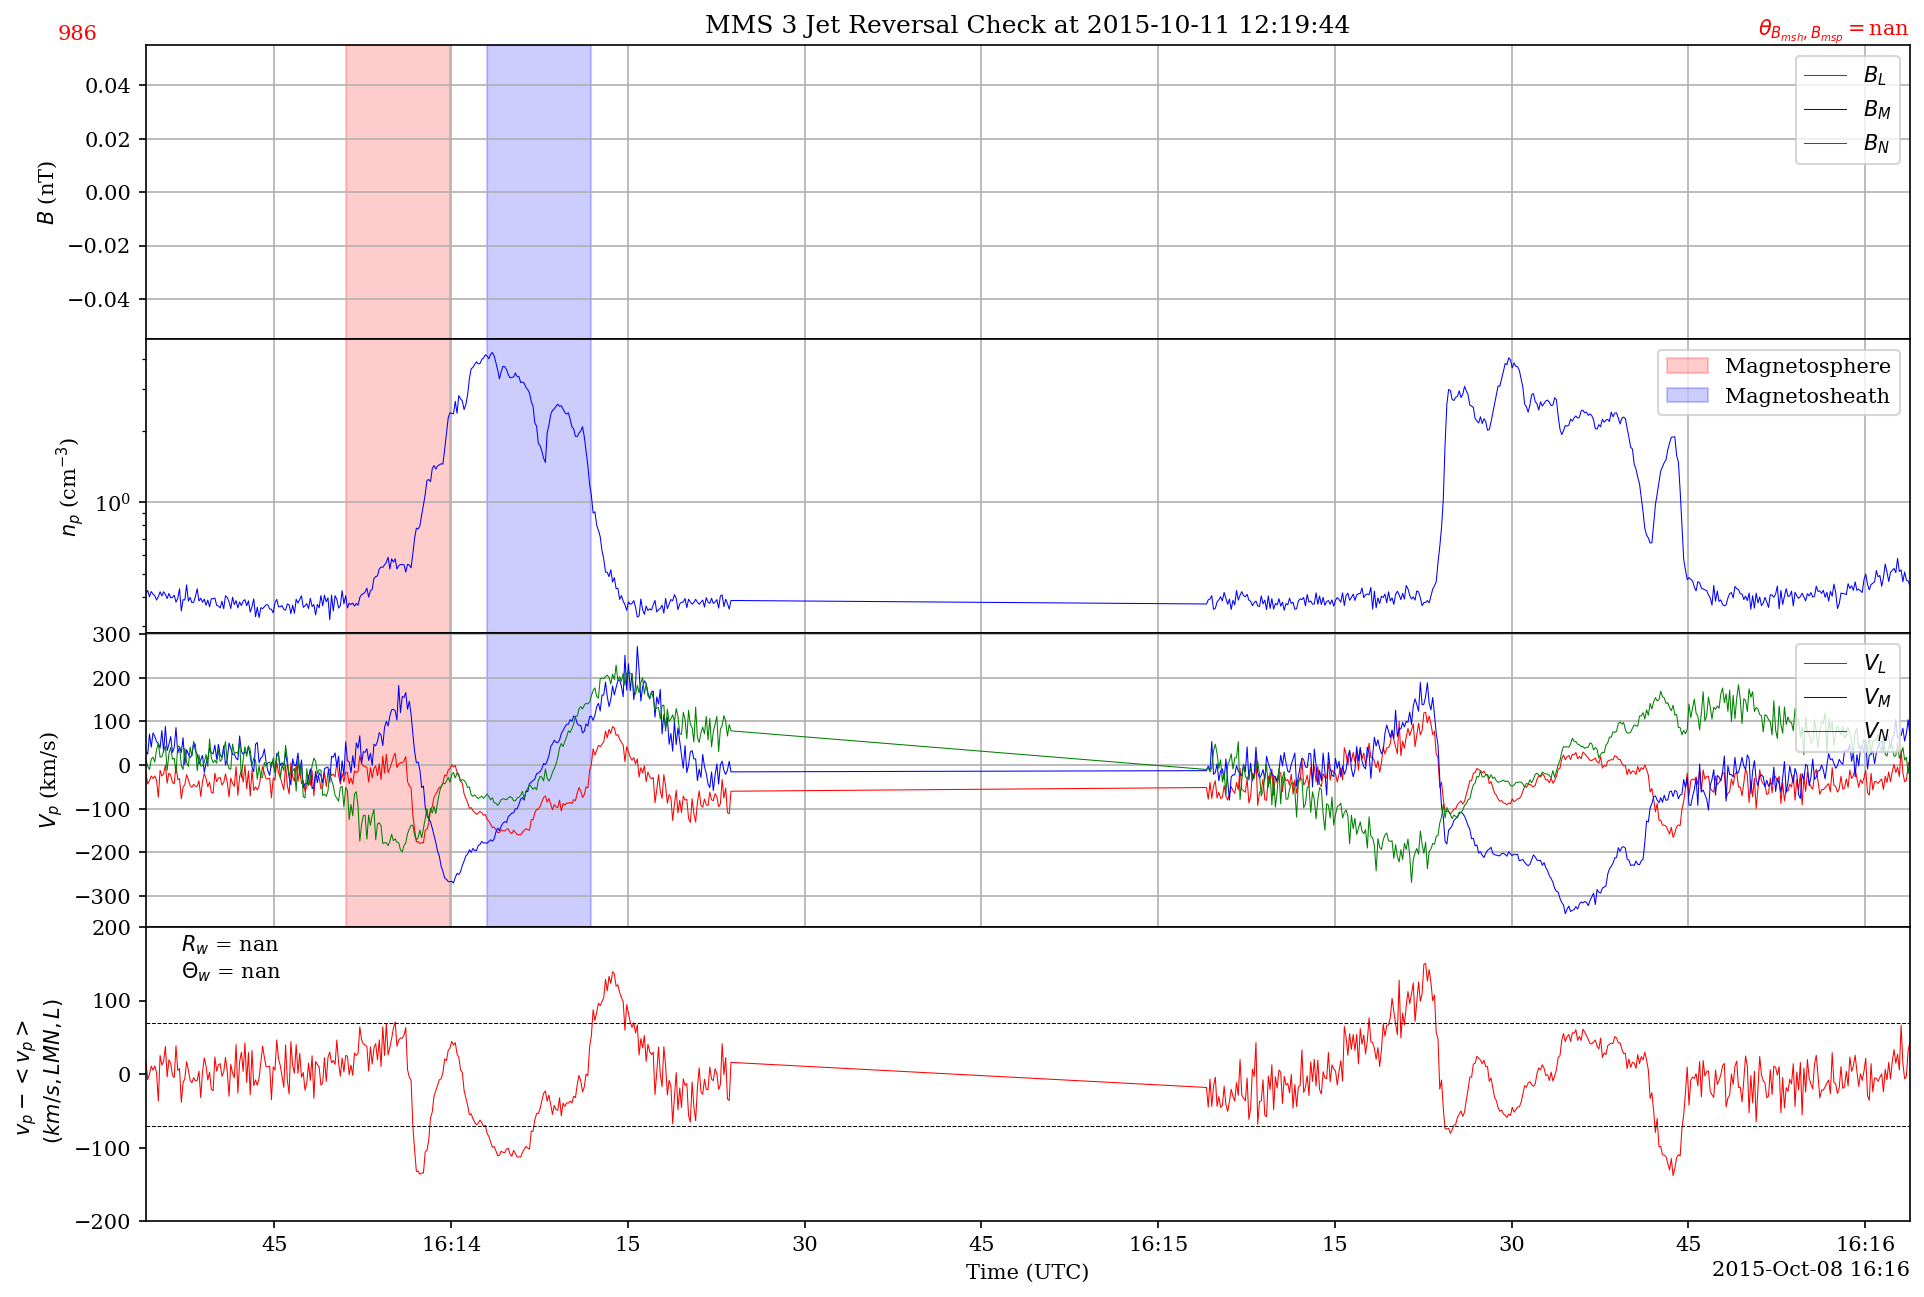 MMS 3 Jet Reversal Check at 2015-10-11 12:19:44
986
θ_{B_{msh}, B_{msp}} = nan
0.04
0.02
0.00
−0.02
−0.04
B (nT)
B_L
B_M
B_N
10^0
n_p (cm^{−3})
Magnetosphere
Magnetosheath
300
200
100
0
−100
−200
−300
V_p (km/s)
V_L
V_M
V_N
200
100
0
−100
−200
v_p − <v_p>
(km/s, LMN, L)
R_w = nan
Θ_w = nan
45 16:14 15 30 45 16:15 15 30 45 16:16
Time (UTC)
2015-Oct-08 16:16